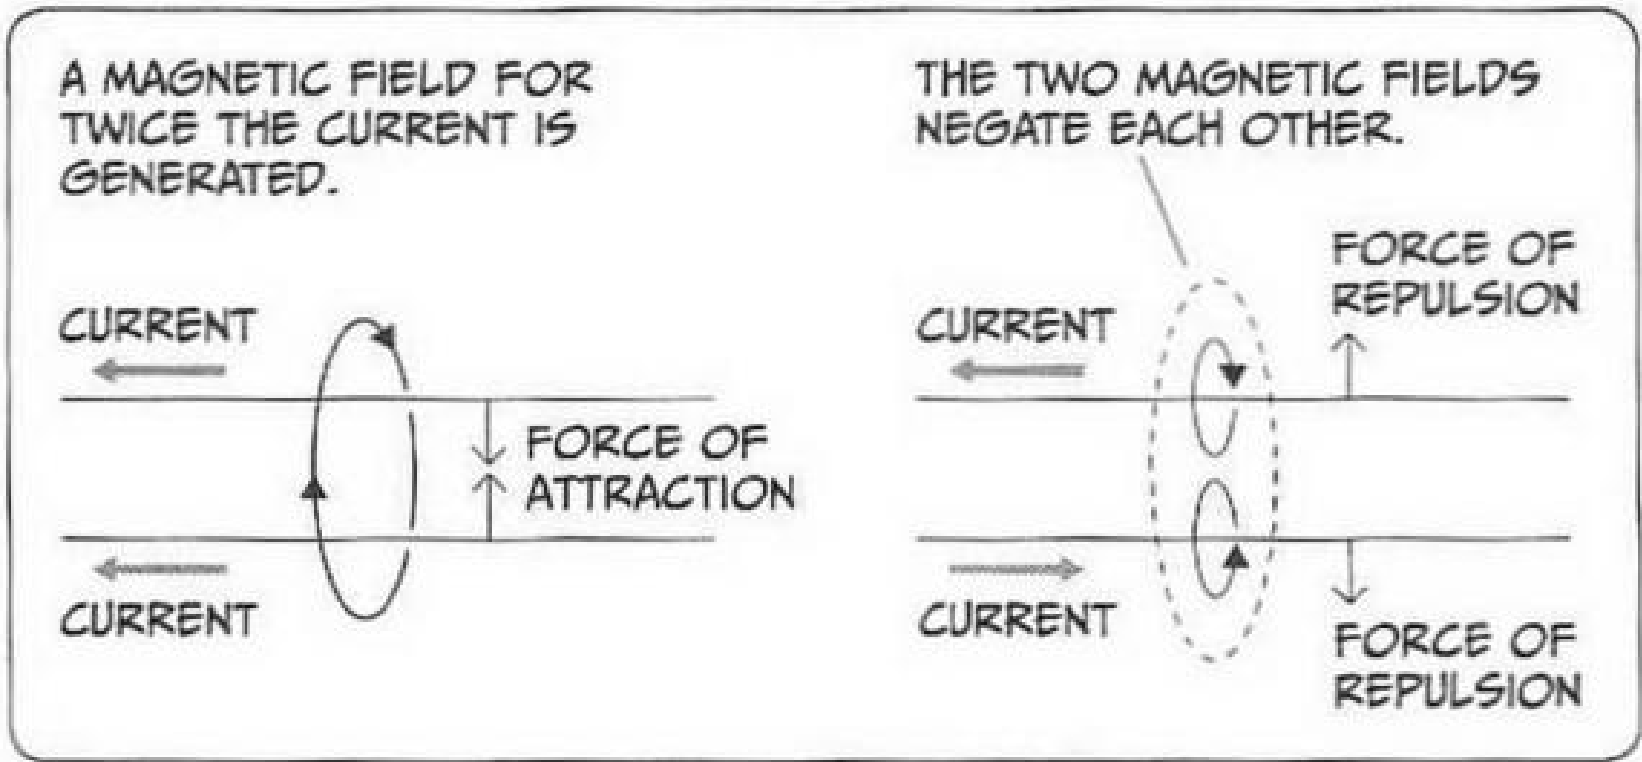 A MAGNETIC FIELD FOR
TWICE THE CURRENT IS
GENERATED.
CURRENT
FORCE OF
ATTRACTION
CURRENT
THE TWO MAGNETIC FIELDS
NEGATE EACH OTHER.
FORCE OF
REPULSION
CURRENT
CURRENT
FORCE OF
REPULSION